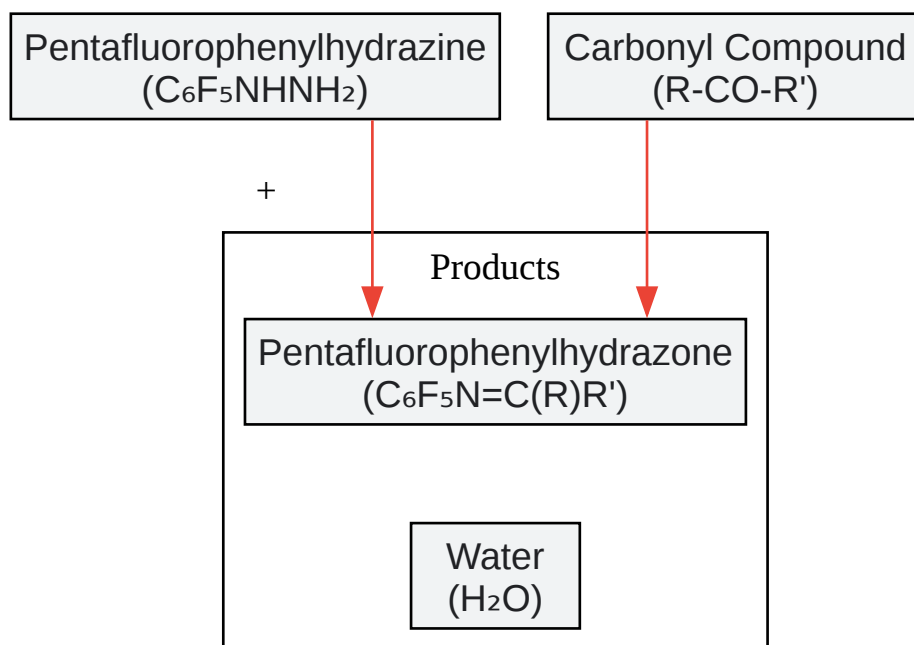 Pentafluorophenylhydrazine
(C₆F₅NHNH₂)
Carbonyl Compound
(R-CO-R')
+
Products
Pentafluorophenylhydrazone
(C₆F₅N=C(R)R')
Water
(H₂O)